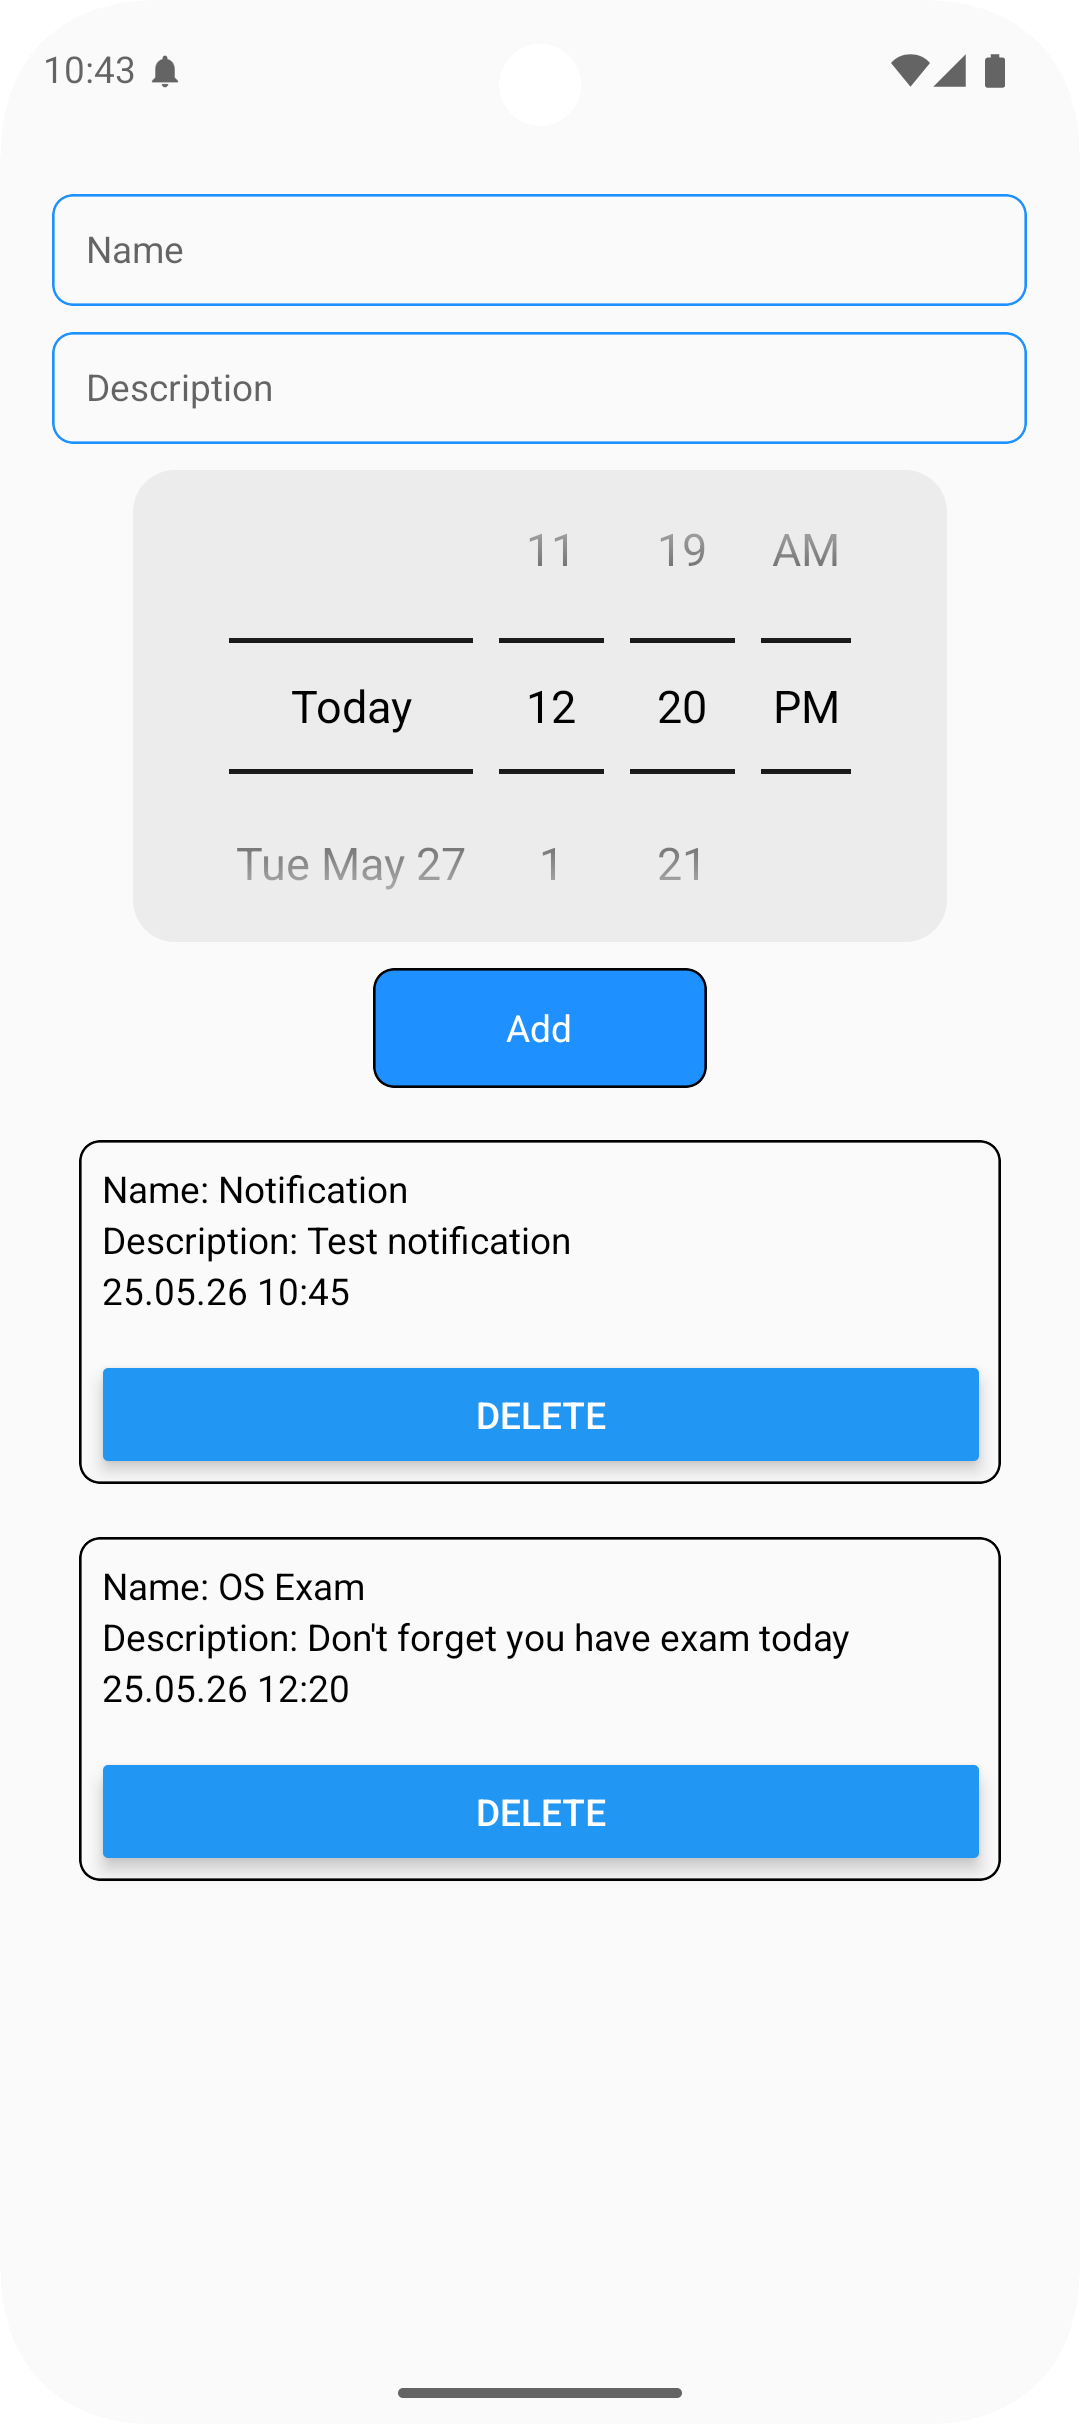 10:43
Name
Description
11 19 AM
Today 12 20 PM
Tue May 27 1 21
Add
Name: Notification
Description: Test notification
25.05.26 10:45
DELETE
Name: OS Exam
Description: Don't forget you have exam today
25.05.26 12:20
DELETE